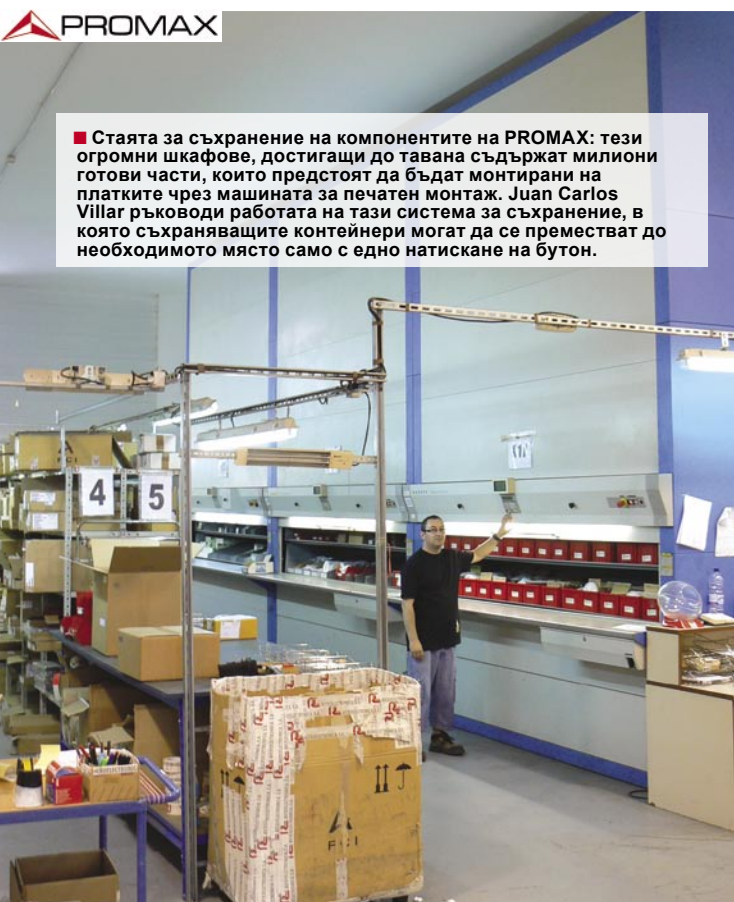 PROMAX
Стаята за съхранение на компонентите на PROMAX: тези
огромни шкафове, достигащи до тавана съдържат милиони
готови части, които предстоят да бъдат монтирани на
платките чрез машината за печатен монтаж. Juan Carlos
Villar ръководи работата на тази система за съхранение, в
която съхраняващите контейнери могат да се преместват до
необходимото място само с едно натискане на бутон.
4 5
FCI